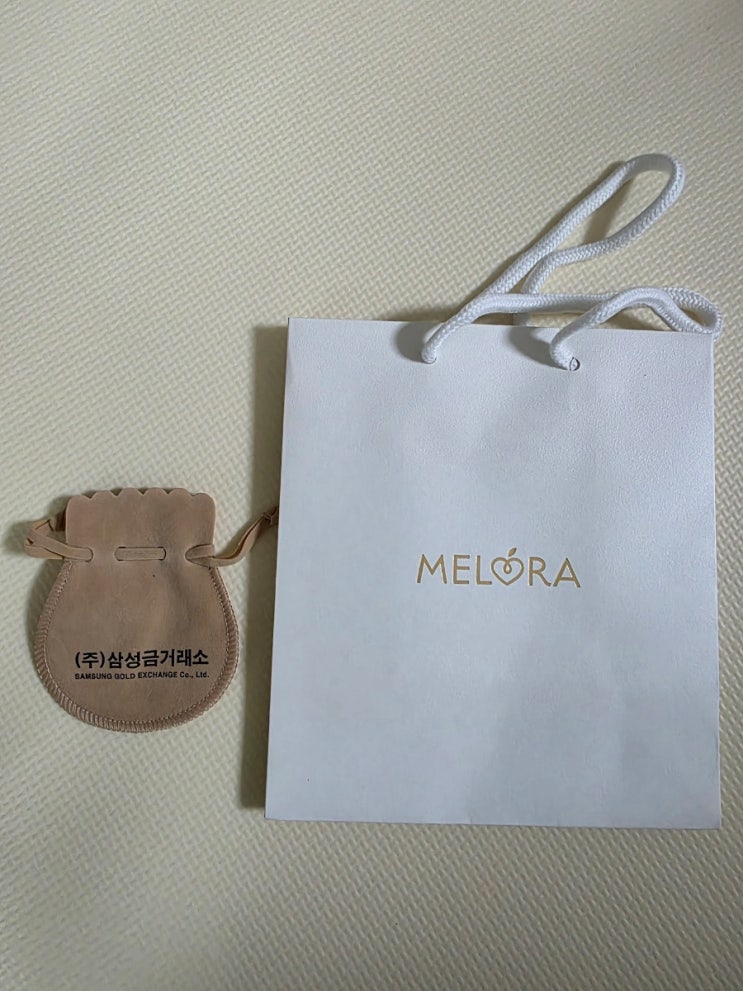 (주)삼성금거래소
SAMSUNG GOLD EXCHANGE Co., Ltd.
MELORA